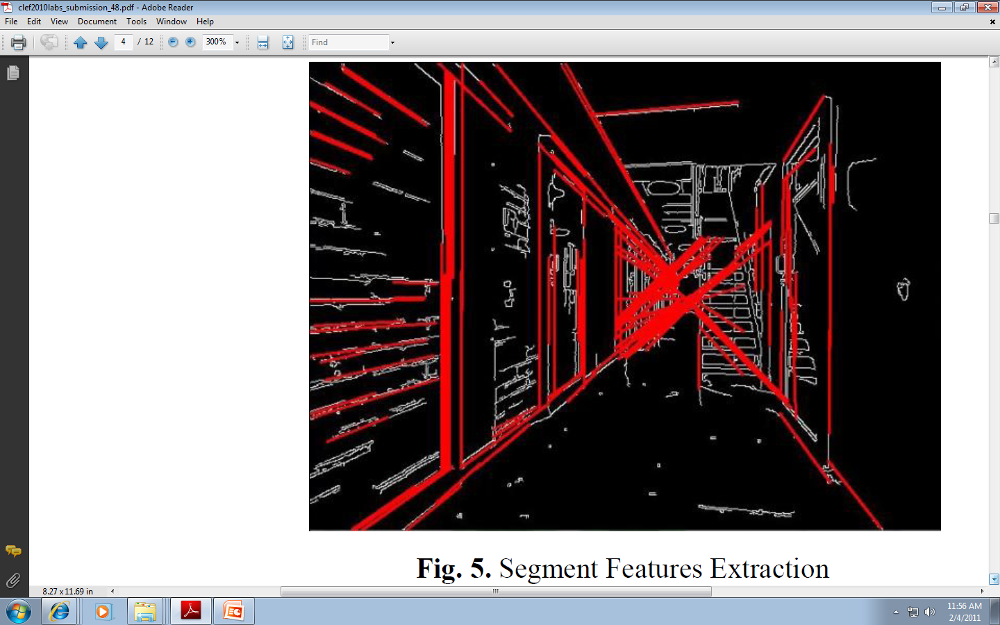 clef2010labs_submission_48.pdf - Adobe Reader
File Edit View Document Tools Window Help
4 / 12 300% Find
Fig. 5. Segment Features Extraction
8.27 x 11.69 in
11:56 AM
2/4/2011